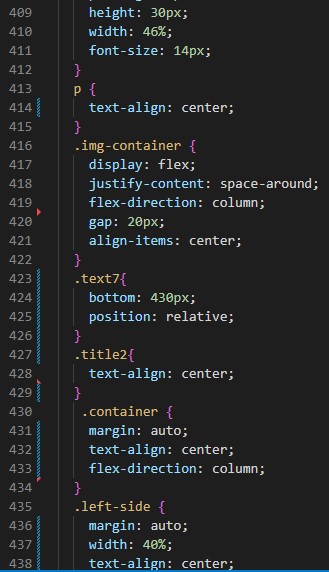 409 height: 30px;
410 width: 46%;
411 font-size: 14px;
412 }
413 p {
414 text-align: center;
415 }
416 .img-container {
417 display: flex;
418 justify-content: space-around;
419 flex-direction: column;
420 gap: 20px;
421 align-items: center;
422 }
423 .text7{
424 bottom: 430px;
425 position: relative;
426 }
427 .title2{
428 text-align: center;
429 }
430 .container {
431 margin: auto;
432 text-align: center;
433 flex-direction: column;
434 }
435 .left-side {
436 margin: auto;
437 width: 40%;
438 text-align: center;